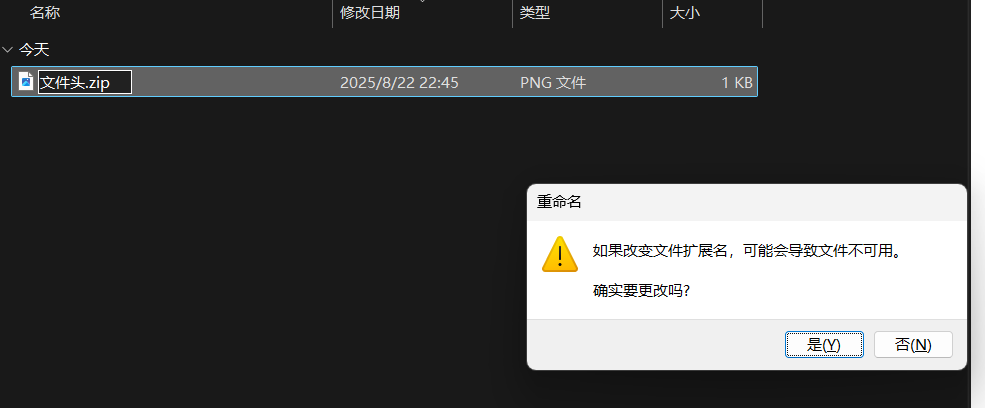 名称 修改日期 类型 大小
今天
文件头.zip 2025/8/22 22:45 PNG 文件 1 KB
重命名
如果改变文件扩展名，可能会导致文件不可用。
确实要更改吗?
是(Y) 否(N)